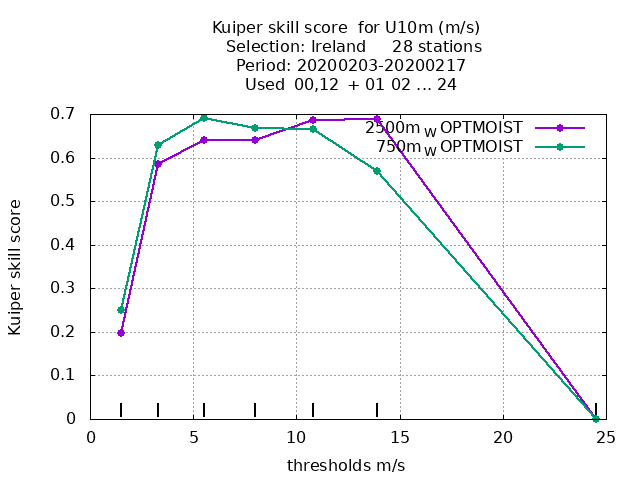 Kuiper skill score for U10m (m/s)
Selection: Ireland 28 stations
Period: 20200203-20200217
Used 00,12 + 01 02 ... 24
2500m W OPTMOIST
750m W OPTMOIST
Kuiper skill score
0.7
0.6
0.5
0.4
0.3
0.2
0.1
0
0 5 10 15 20 25
thresholds m/s